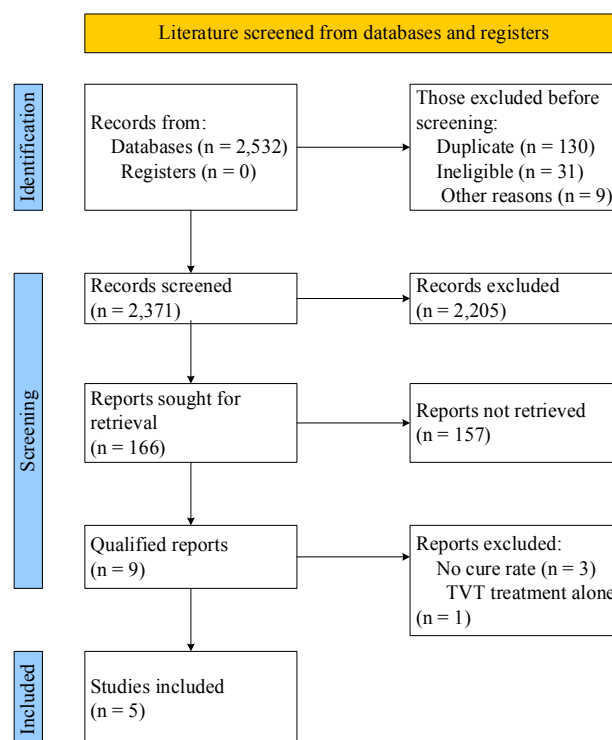 Literature screened from databases and registers
Identification
Records from:
Databases (n = 2,532)
Registers (n = 0)
Those excluded before
screening:
Duplicate (n = 130)
Ineligible (n = 31)
Other reasons (n = 9)
Screening
Records screened
(n = 2,371)
Records excluded
(n = 2,205)
Reports sought for
retrieval
(n = 166)
Reports not retrieved
(n = 157)
Qualified reports
(n = 9)
Reports excluded:
No cure rate (n = 3)
TVT treatment alone
(n = 1)
Included
Studies included
(n = 5)